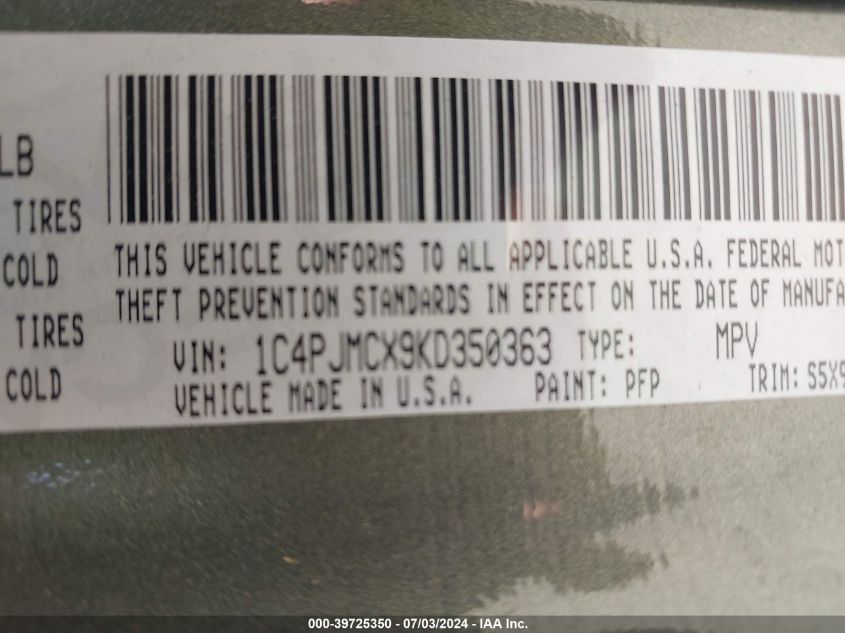 LB
TIRES
COLD
TIRES
COLD
THIS VEHICLE CONFORMS TO ALL APPLICABLE U.S.A. FEDERAL MOT
THEFT PREVENTION STANDARDS IN EFFECT ON THE DATE OF MANUFA
VIN: 1C4PJMCX9KD350363 TYPE: MPV
VEHICLE MADE IN U.S.A. PAINT: PFP TRIM: S5X9
000-39725350 - 07/03/2024 - IAA Inc.